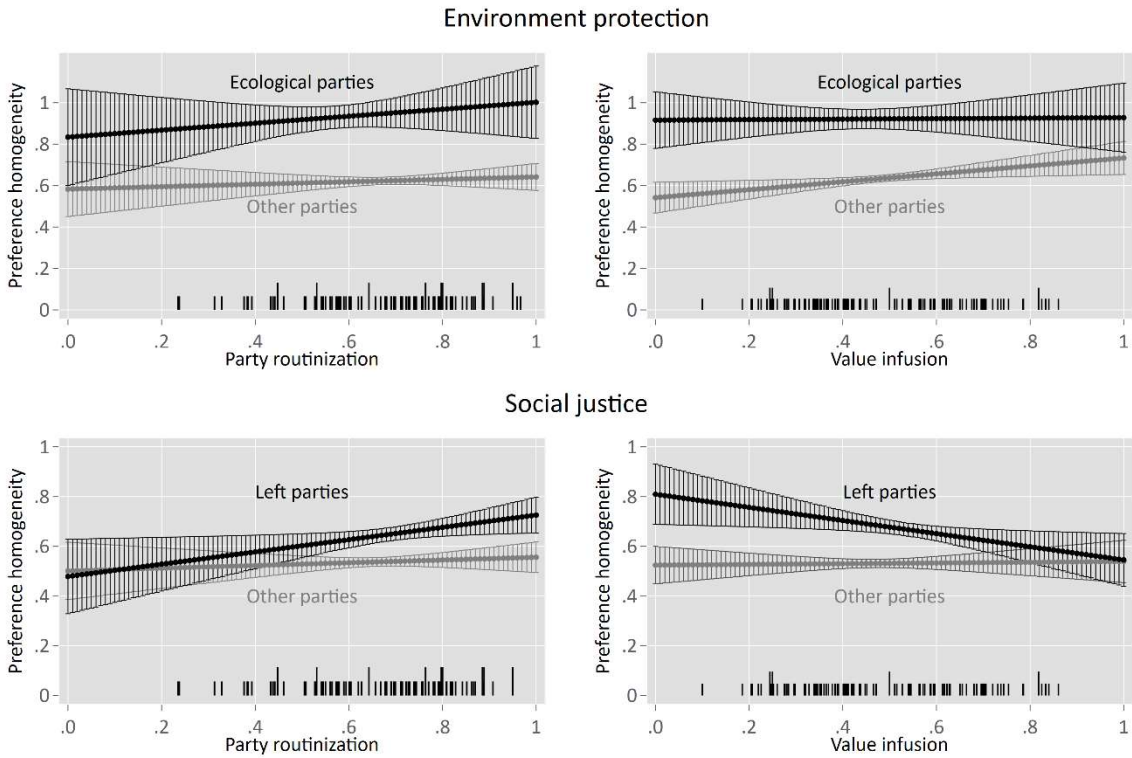 Environment protection
Preference homogeneity
1
.8
.6
.4
.2
0
Ecological parties
Other parties
.0 .2 .4 .6 .8 1
Party routinization
Preference homogeneity
1
.8
.6
.4
.2
0
Ecological parties
Other parties
.0 .2 .4 .6 .8 1
Value infusion
Social justice
Preference homogeneity
1
.8
.6
.4
.2
0
Left parties
Other parties
.0 .2 .4 .6 .8 1
Party routinization
Preference homogeneity
1
.8
.6
.4
.2
0
Left parties
Other parties
.0 .2 .4 .6 .8 1
Value infusion